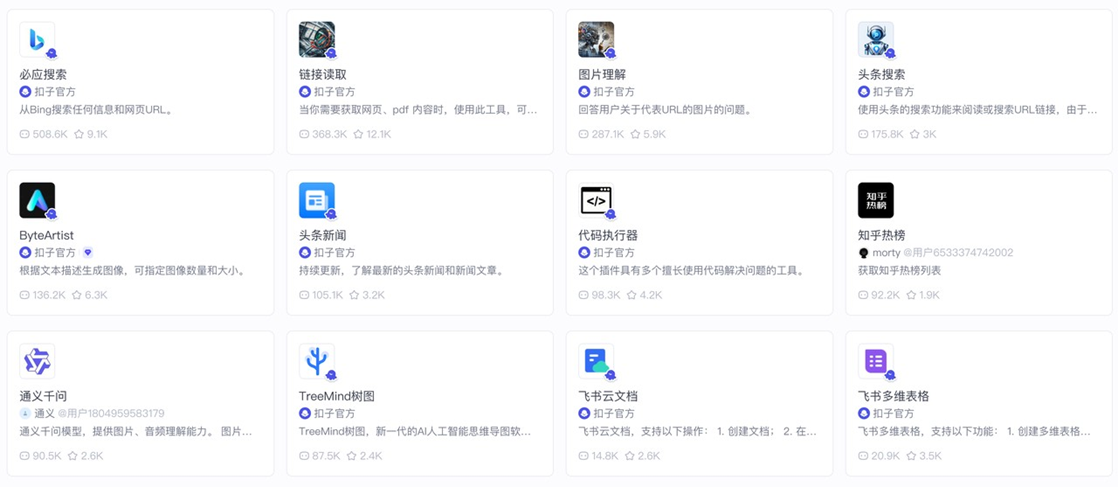 必应搜索
扣子官方
从Bing搜索任何信息和网页URL。
508.6K 9.1K
链接读取
扣子官方
当你需要获取网页、pdf 内容时，使用此工具，可...
368.3K 12.1K
图片理解
扣子官方
回答用户关于代表URL的图片的问题。
287.1K 5.9K
头条搜索
扣子官方
使用头条的搜索功能来阅读或搜索URL链接，由于...
175.8K 3K
ByteArtist
扣子官方
根据文本描述生成图像，可指定图像数量和大小。
136.2K 6.3K
头条新闻
扣子官方
持续更新，了解最新的头条新闻和新闻文章。
105.1K 3.2K
</>
代码执行器
扣子官方
这个插件具有多个擅长使用代码解决问题的工具。
98.3K 4.2K
知乎
热榜
知乎热榜
morty @用户6533374742002
获取知乎热榜列表
92.2K 1.9K
通义千问
通义 @用户1804959583179
通义千问模型，提供图片、音频理解能力。 图片...
90.5K 2.6K
TreeMind树图
扣子官方
TreeMind树图，新一代的AI人工智能思维导图软...
87.5K 2.4K
飞书云文档
扣子官方
飞书云文档，支持以下操作： 1. 创建文档； 2. 在...
14.8K 2.6K
飞书多维表格
扣子官方
飞书多维表格，支持以下功能： 1. 创建多维表格...
20.9K 3.5K